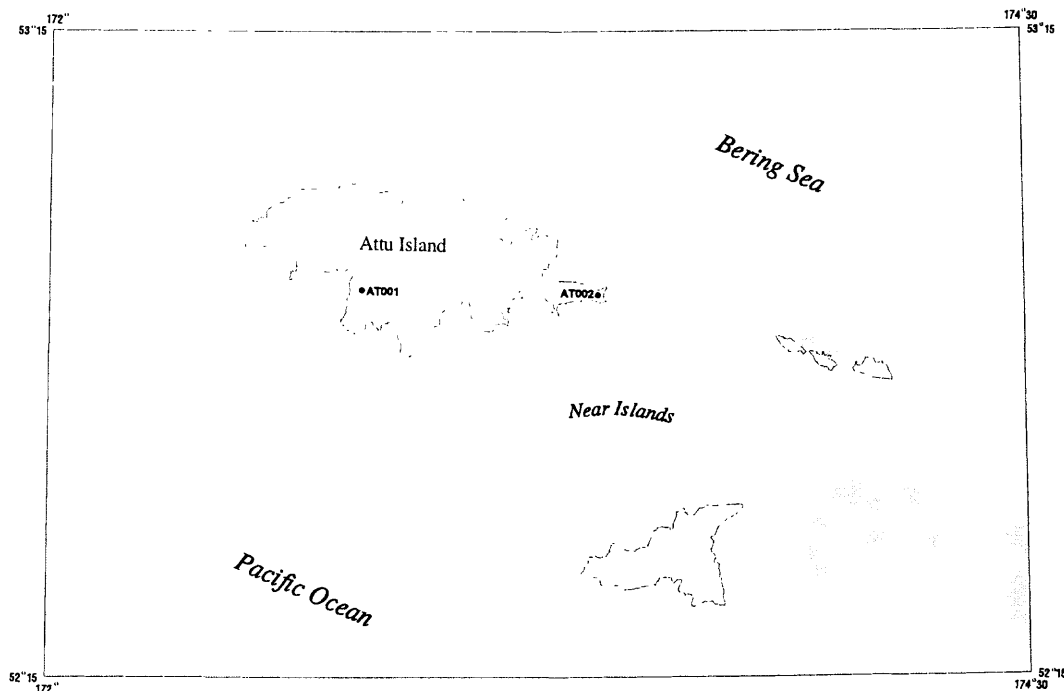 172°
174°30
53°15
53°15
Bering Sea
Attu Island
AT001
AT002
Near Islands
Pacific Ocean
52°15
52°15
172°
174°30